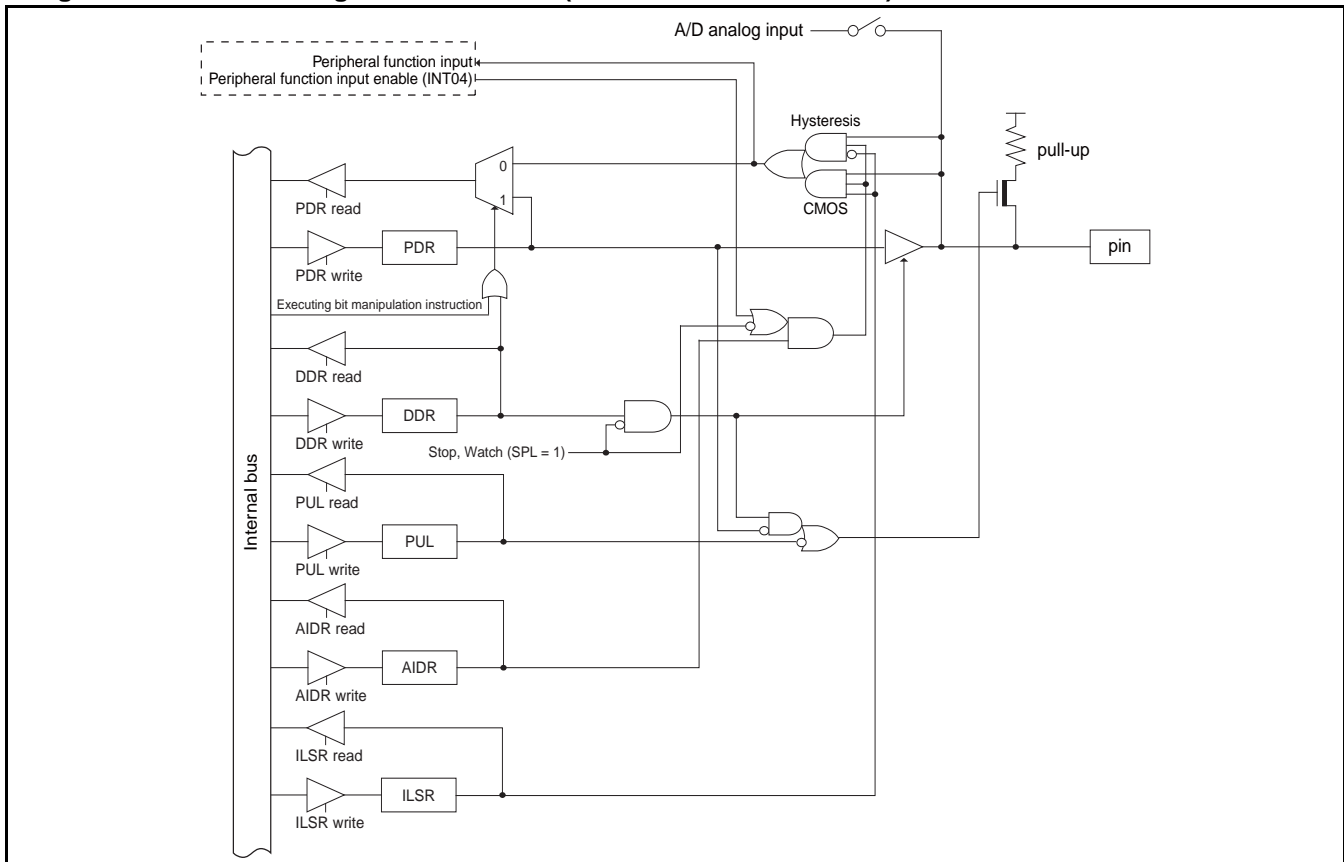 A/D analog input
Peripheral function input
Peripheral function input enable (INT04)
Hysteresis
pull-up
0
PDR read
1
CMOS
PDR
pin
PDR write
Executing bit manipulation instruction
DDR read
DDR
DDR write
Stop, Watch (SPL = 1)
Internal bus
PUL read
PUL
PUL write
AIDR read
AIDR
AIDR write
ILSR read
ILSR
ILSR write